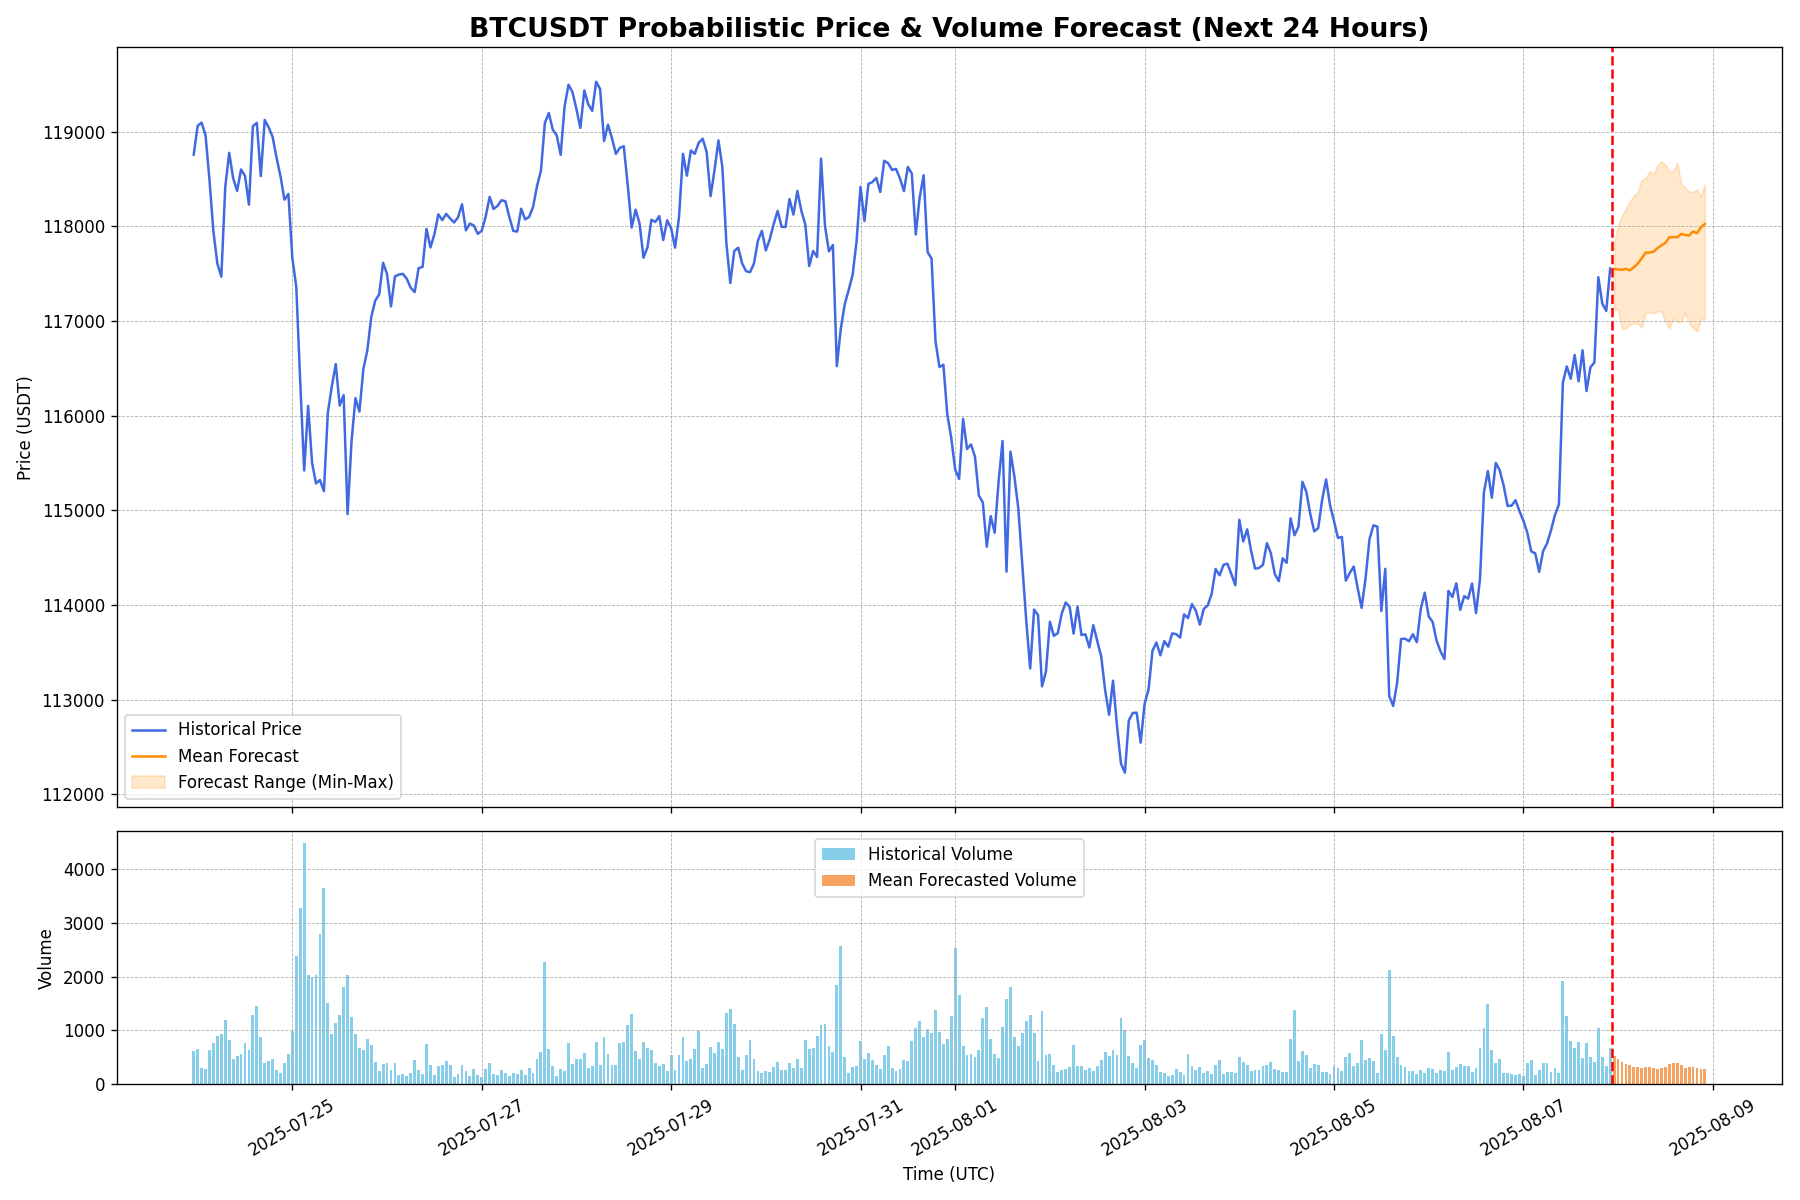 BTCUSDT Probabilistic Price & Volume Forecast (Next 24 Hours)
Price (USDT)
119000
118000
117000
116000
115000
114000
113000
112000
Historical Price
Mean Forecast
Forecast Range (Min-Max)
Volume
4000
3000
2000
1000
0
Historical Volume
Mean Forecasted Volume
2025-07-25
2025-07-27
2025-07-29
2025-07-31
2025-08-01
2025-08-03
2025-08-05
2025-08-07
2025-08-09
Time (UTC)